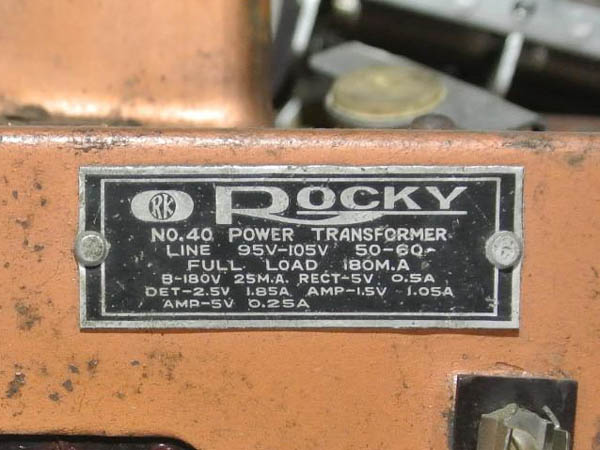 RK ROCKY
NO.40 POWER TRANSFORMER
LINE 95V-105V 50-60~
FULL LOAD 180M.A
B-180V 25M.A. RECT-5V 0.5A
DET-2.5V 1.85A AMP-1.5V 1.05A
AMP-5V 0.25A